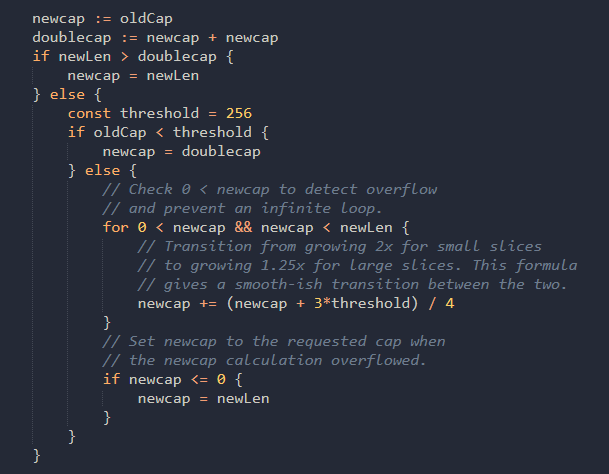 newcap := oldCap
doublecap := newcap + newcap
if newLen > doublecap {
    newcap = newLen
} else {
    const threshold = 256
    if oldCap < threshold {
        newcap = doublecap
    } else {
        // Check 0 < newcap to detect overflow
        // and prevent an infinite loop.
        for 0 < newcap && newcap < newLen {
            // Transition from growing 2x for small slices
            // to growing 1.25x for large slices. This formula
            // gives a smooth-ish transition between the two.
            newcap += (newcap + 3*threshold) / 4
        }
        // Set newcap to the requested cap when
        // the newcap calculation overflowed.
        if newcap <= 0 {
            newcap = newLen
        }
    }
}